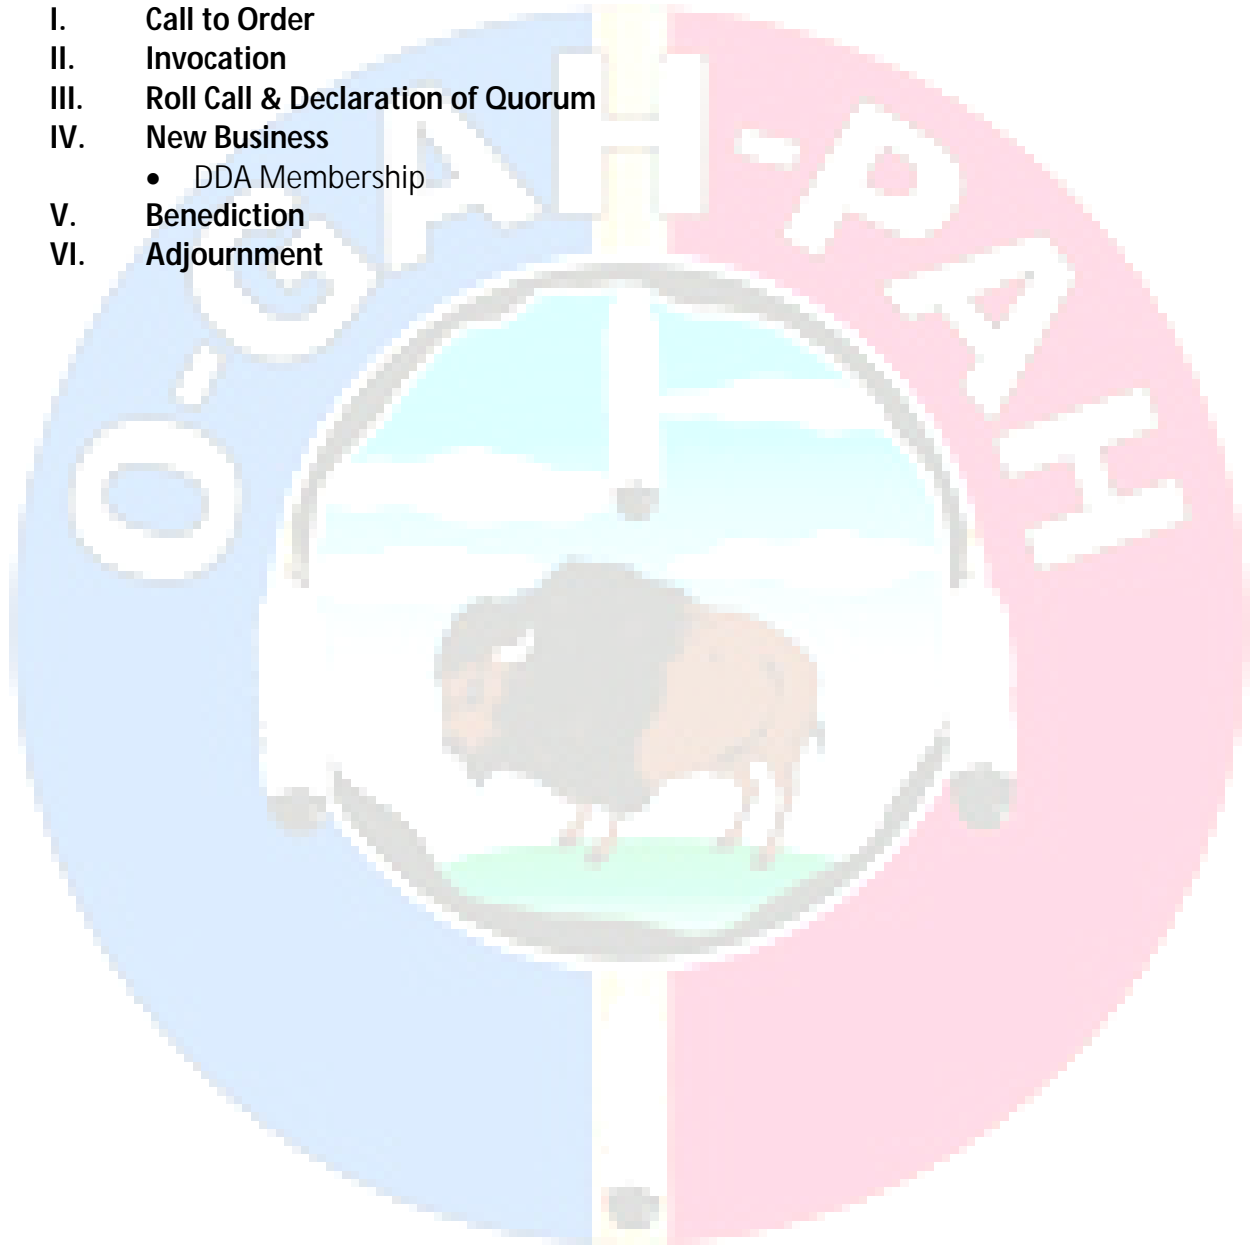 I. Call to Order
II. Invocation
III. Roll Call & Declaration of Quorum
IV. New Business
• DDA Membership
V. Benediction
VI. Adjournment
O-GAH-PAH